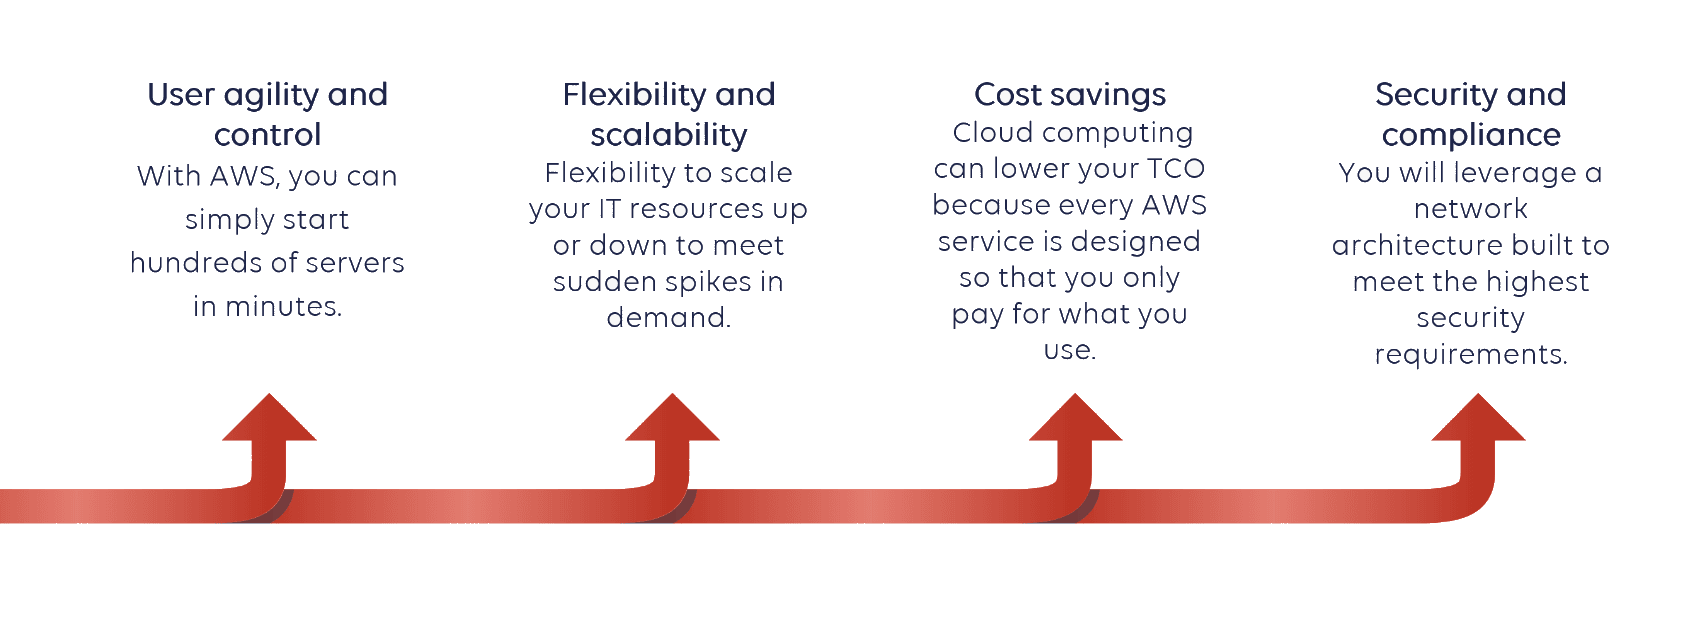 User agility and
control
With AWS, you can
simply start
hundreds of servers
in minutes.
Flexibility and
scalability
Flexibility to scale
your IT resources up
or down to meet
sudden spikes in
demand.
Cost savings
Cloud computing
can lower your TCO
because every AWS
service is designed
so that you only
pay for what you
use.
Security and
compliance
You will leverage a
network
architecture built to
meet the highest
security
requirements.